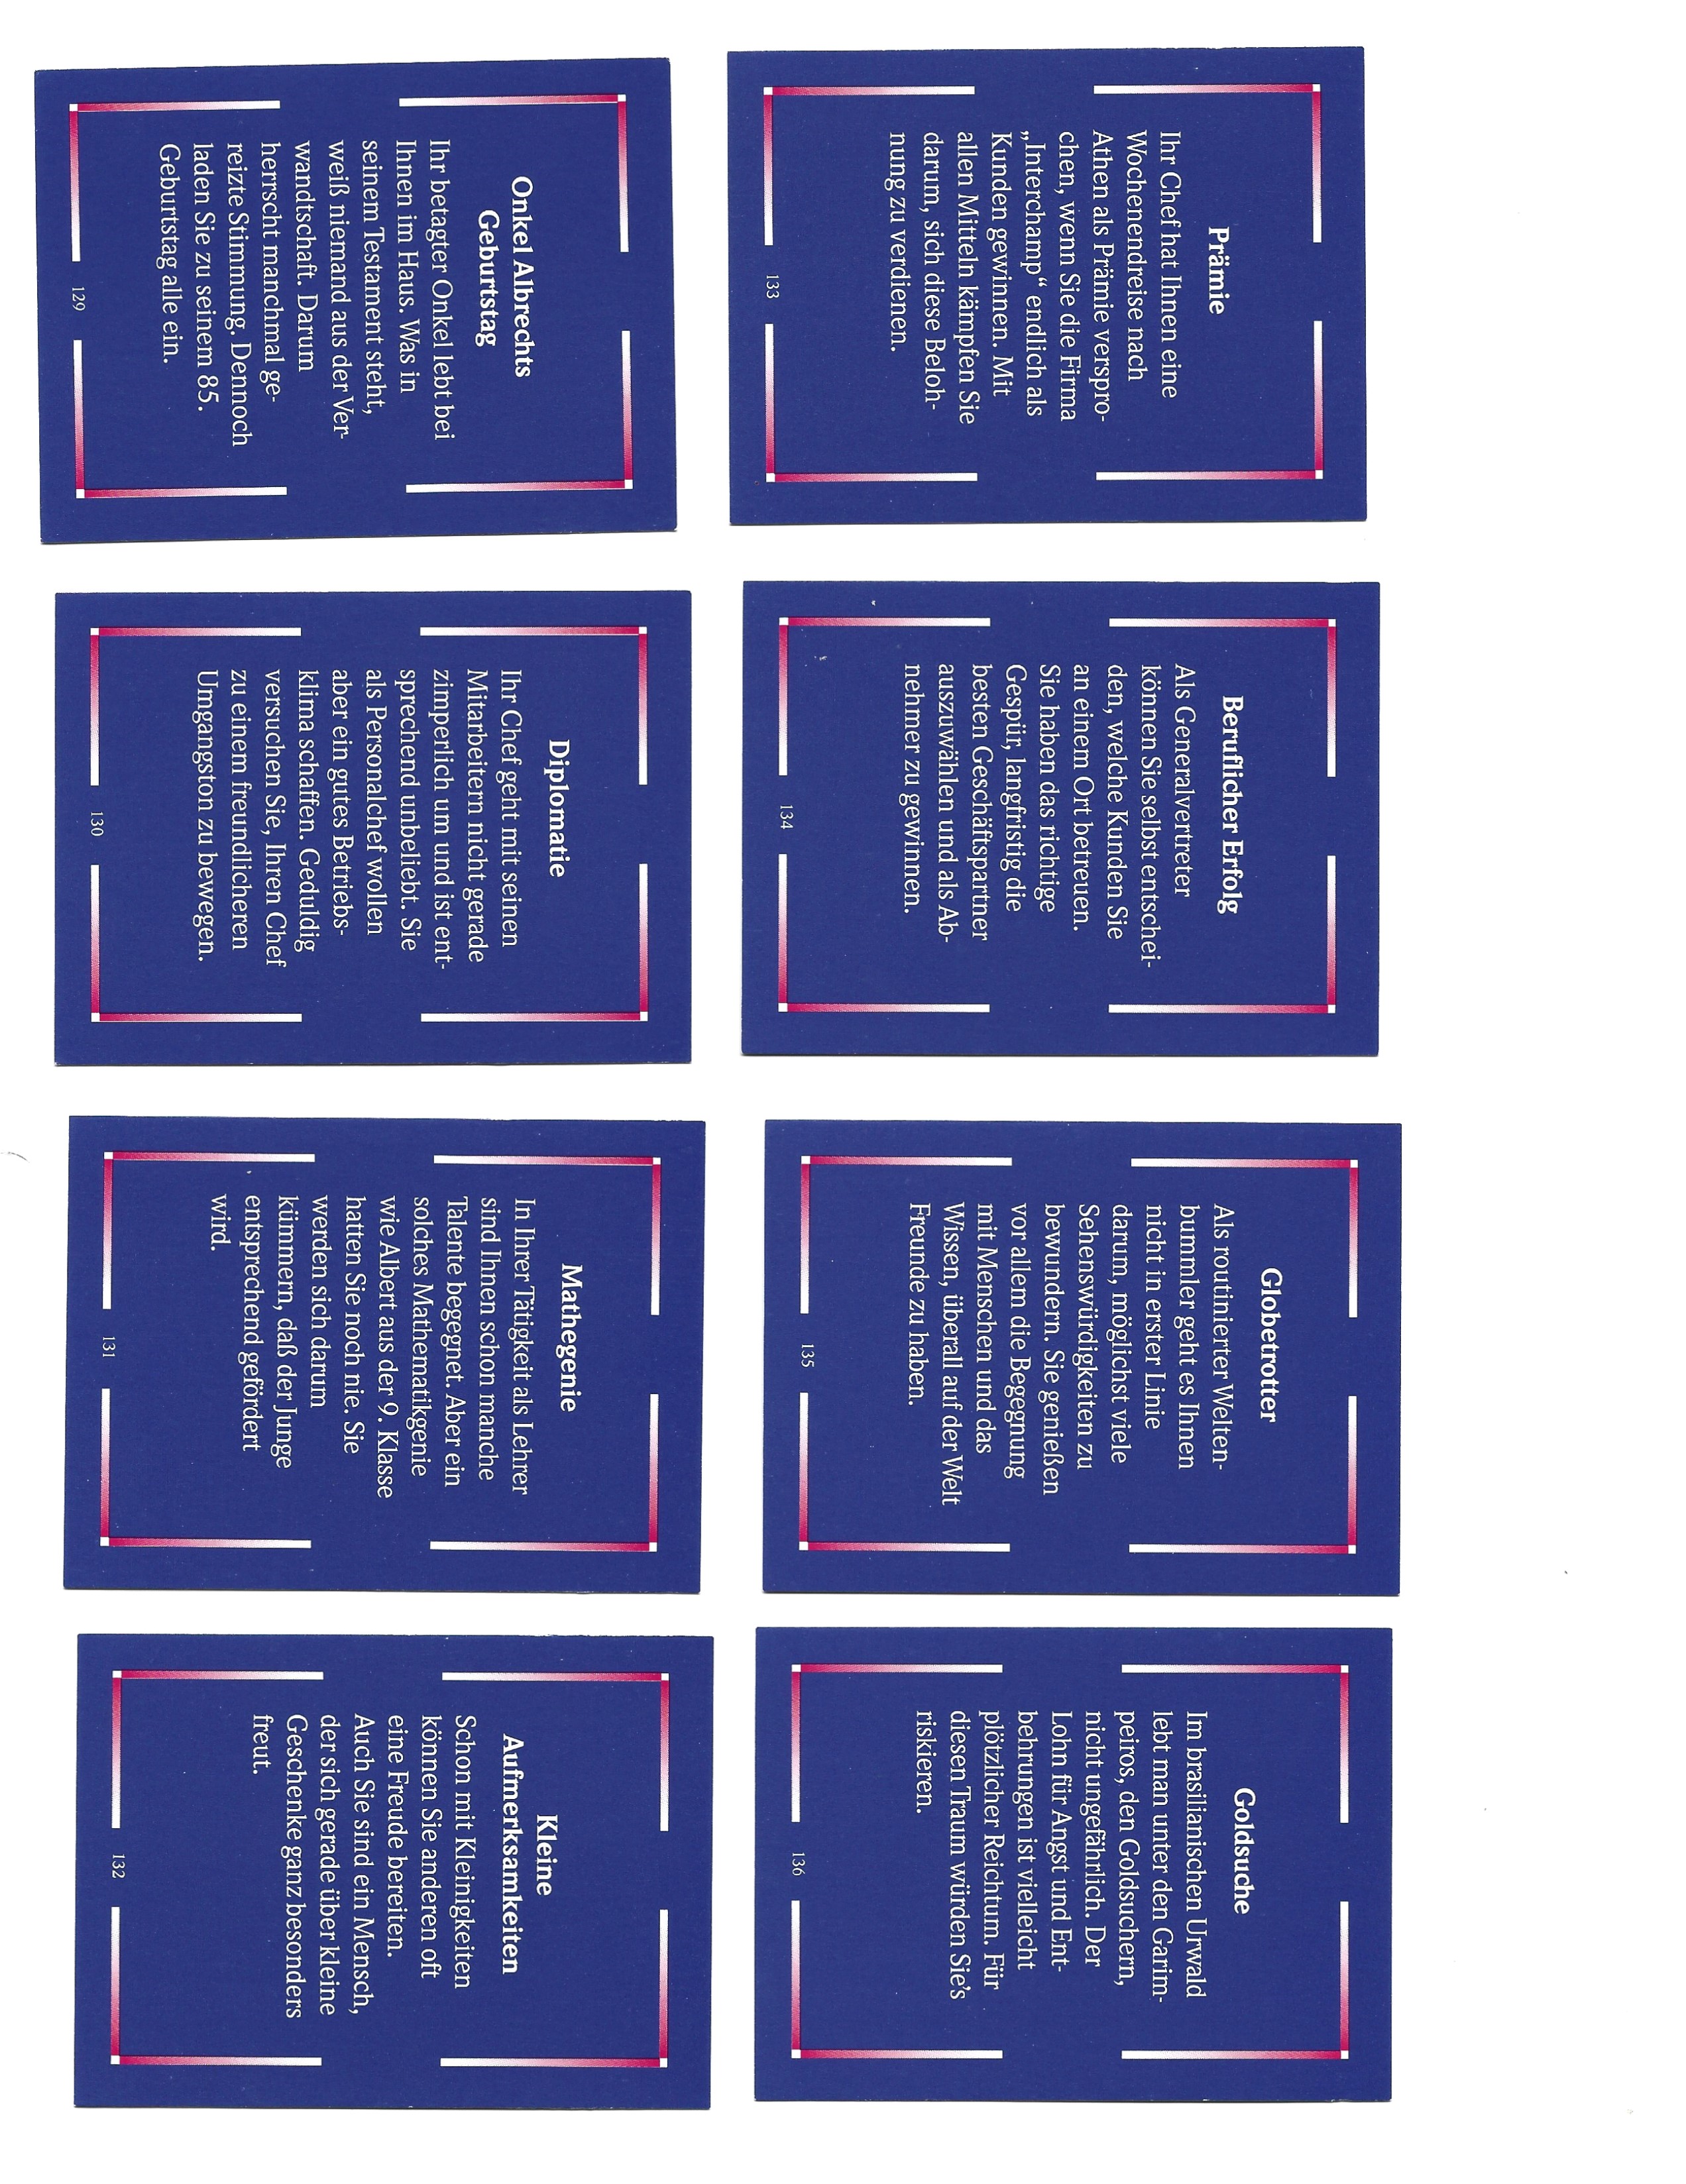 Onkel Albrechts
Geburtstag
Ihr betagter Onkel lebt bei
Ihnen im Haus. Was in
seinem Testament steht,
weiß niemand aus der Ver-
wandtschaft. Darum
herrscht manchmal ge-
reizte Stimmung. Dennoch
laden Sie zu seinem 85.
Geburtstag alle ein.
129
Diplomatie
Ihr Chef geht mit seinen
Mitarbeitern nicht gerade
zimperlich um und ist ent-
sprechend unbeliebt. Sie
als Personalchef wollen
aber ein gutes Betriebs-
klima schaffen. Geduldig
versuchen Sie, Ihren Chef
zu einem freundlicheren
Umgangston zu bewegen.
130
Mathegenie
In Ihrer Tätigkeit als Lehrer
sind Ihnen schon manche
Talente begegnet. Aber ein
solches Mathematikgenie
wie Albert aus der 9. Klasse
hatten Sie noch nie. Sie
werden sich darum
kümmern, daß der Junge
entsprechend gefördert
wird.
131
Kleine
Aufmerksamkeiten
Schon mit Kleinigkeiten
können Sie anderen oft
eine Freude bereiten.
Auch Sie sind ein Mensch,
der sich gerade über kleine
Geschenke ganz besonders
freut.
132
Prämie
Ihr Chef hat Ihnen eine
Wochenendreise nach
Athen als Prämie verspro-
chen, wenn Sie die Firma
„Interchamp“ endlich als
Kunden gewinnen. Mit
allen Mitteln kämpfen Sie
darum, sich diese Beloh-
nung zu verdienen.
133
Beruflicher Erfolg
Als Generalvertreter
können Sie selbst entschei-
den, welche Kunden Sie
an einem Ort betreuen.
Sie haben das richtige
Gespür, langfristig die
besten Geschäftspartner
auszuwählen und als Ab-
nehmer zu gewinnen.
134
Globetrotter
Als routinierter Welten-
bummler geht es Ihnen
nicht in erster Linie
darum, möglichst viele
Sehenswürdigkeiten zu
bewundern. Sie genießen
vor allem die Begegnung
mit Menschen und das
Wissen, überall auf der Welt
Freunde zu haben.
135
Goldsuche
Im brasilianischen Urwald
lebt man unter den Garim-
peiros, den Goldsuchern,
nicht ungefährlich. Der
Lohn für Angst und Ent-
behrungen ist vielleicht
plötzlicher Reichtum. Für
diesen Traum würden Sie's
riskieren.
136